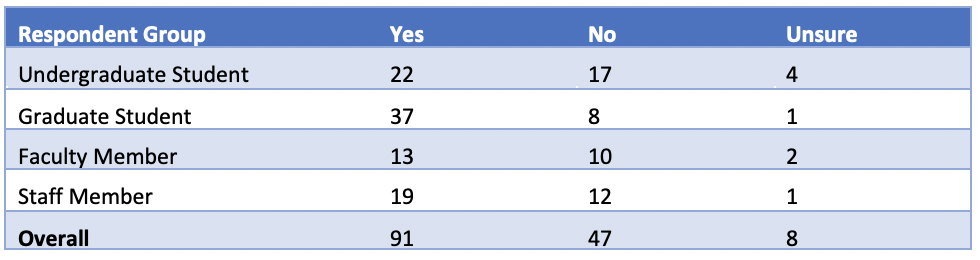 Respondent Group Yes No Unsure
Undergraduate Student 22 17 4
Graduate Student 37 8 1
Faculty Member 13 10 2
Staff Member 19 12 1
Overall 91 47 8